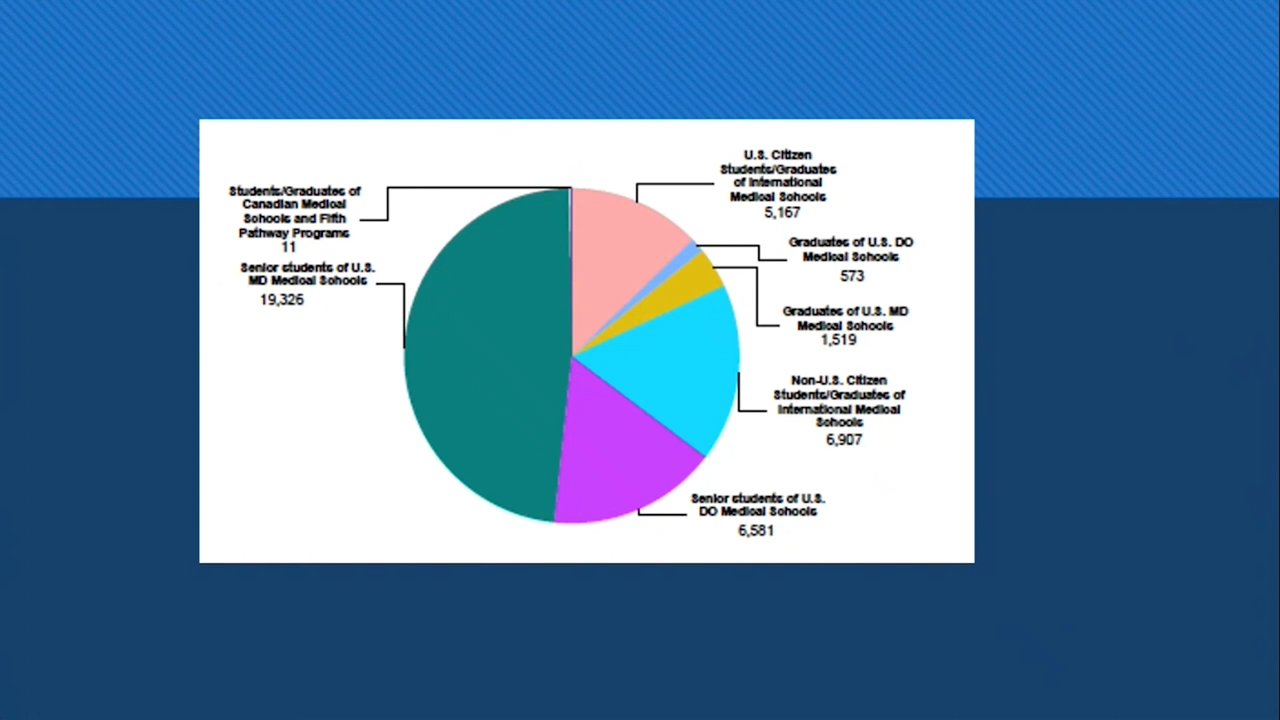 U.S. Citizen
Students/Graduates
of International
Medical Schools
5,167
Students/Graduates of
Canadian Medical
Schools and Fifth
Pathway Programs
11
Graduates of U.S. DO
Medical Schools
573
Senior students of U.S.
MD Medical Schools
19,326
Graduates of U.S. MD
Medical Schools
1,519
Non-U.S. Citizen
Students/Graduates of
International Medical
Schools
6,907
Senior students of U.S.
DO Medical Schools
6,581